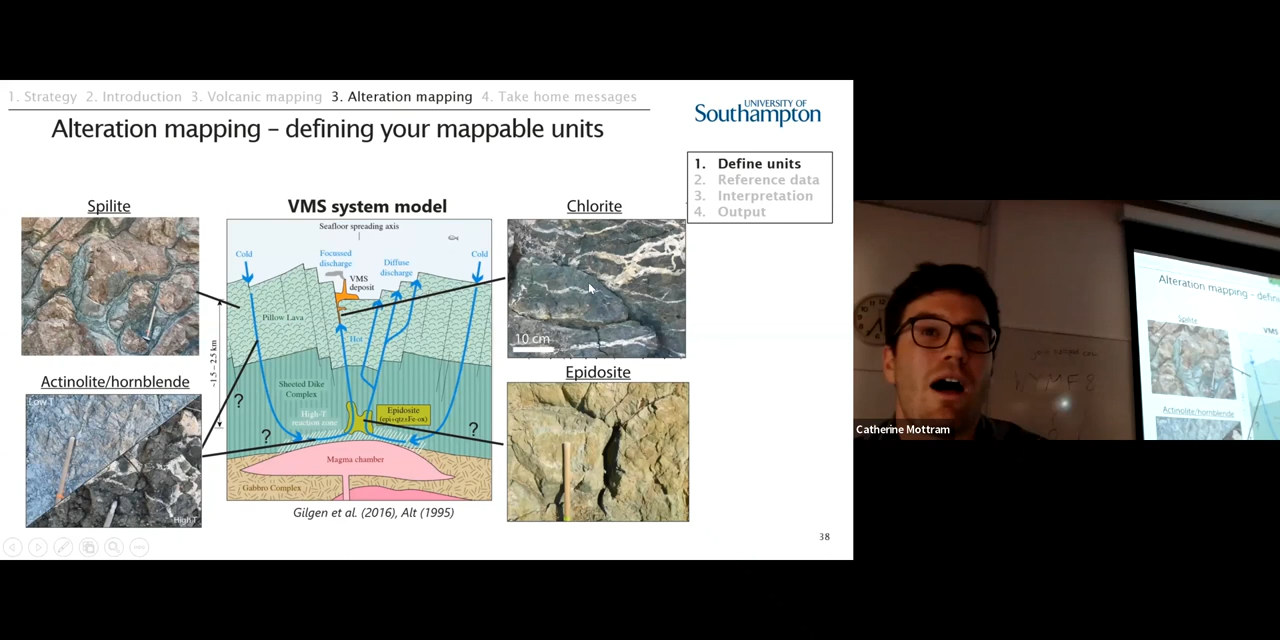 1. Strategy 2. Introduction 3. Volcanic mapping 3. Alteration mapping 4. Take home messages
Alteration mapping – defining your mappable units
UNIVERSITY OF
Southampton
1. Define units
2. Reference data
3. Interpretation
4. Output
Spilite
VMS system model
Chlorite
Seafloor spreading axis
Cold
Focussed
discharge
Diffuse
discharge
Cold
VMS
deposit
Pillow Lava
Hot
~1.5 – 2.5 km
10 cm
Actinolite/hornblende
Epidosite
Low T
?
Sheeted Dike
Complex
High-T
reaction zone
Epidosite
(epi+qtz±Fe-ox)
?
?
Magma chamber
Gabbro Complex
High T
Gilgen et al. (2016), Alt (1995)
38
Catherine Mottram
Alteration mapping – defin
Spilite
VMS
Actinolite/hornblende